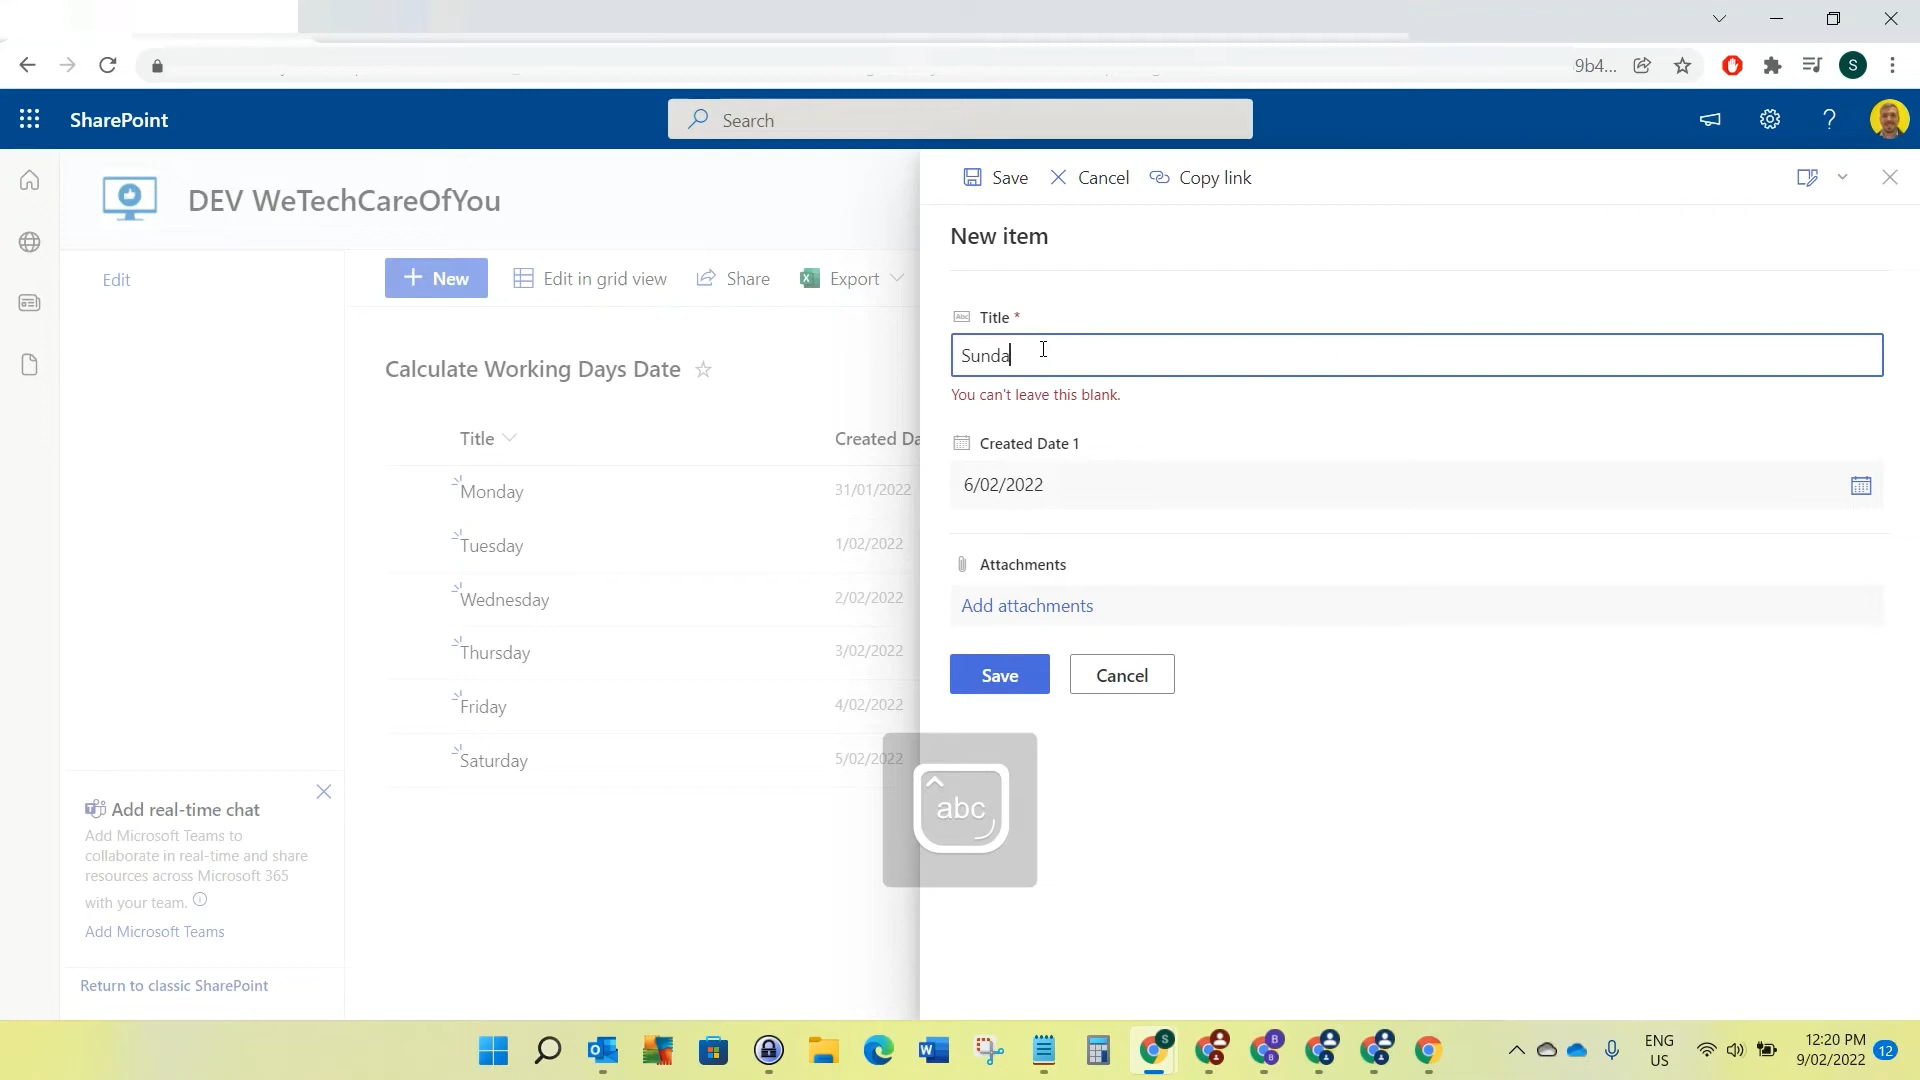 9b4...
S
SharePoint
Search
DEV WeTechCareOfYou
Save
Cancel
Copy link
New item
Edit
New
Edit in grid view
Share
Export
Abc Title *
Sunda
You can't leave this blank.
Calculate Working Days Date
Title
Created Da
Created Date 1
6/02/2022
Monday 31/01/2022
Tuesday 1/02/2022
Wednesday 2/02/2022
Thursday 3/02/2022
Friday 4/02/2022
Saturday 5/02/2022
Attachments
Add attachments
Save
Cancel
abc
Add real-time chat
Add Microsoft Teams to
collaborate in real-time and share
resources across Microsoft 365
with your team.
Add Microsoft Teams
Return to classic SharePoint
ENG
US
12:20 PM
9/02/2022
12